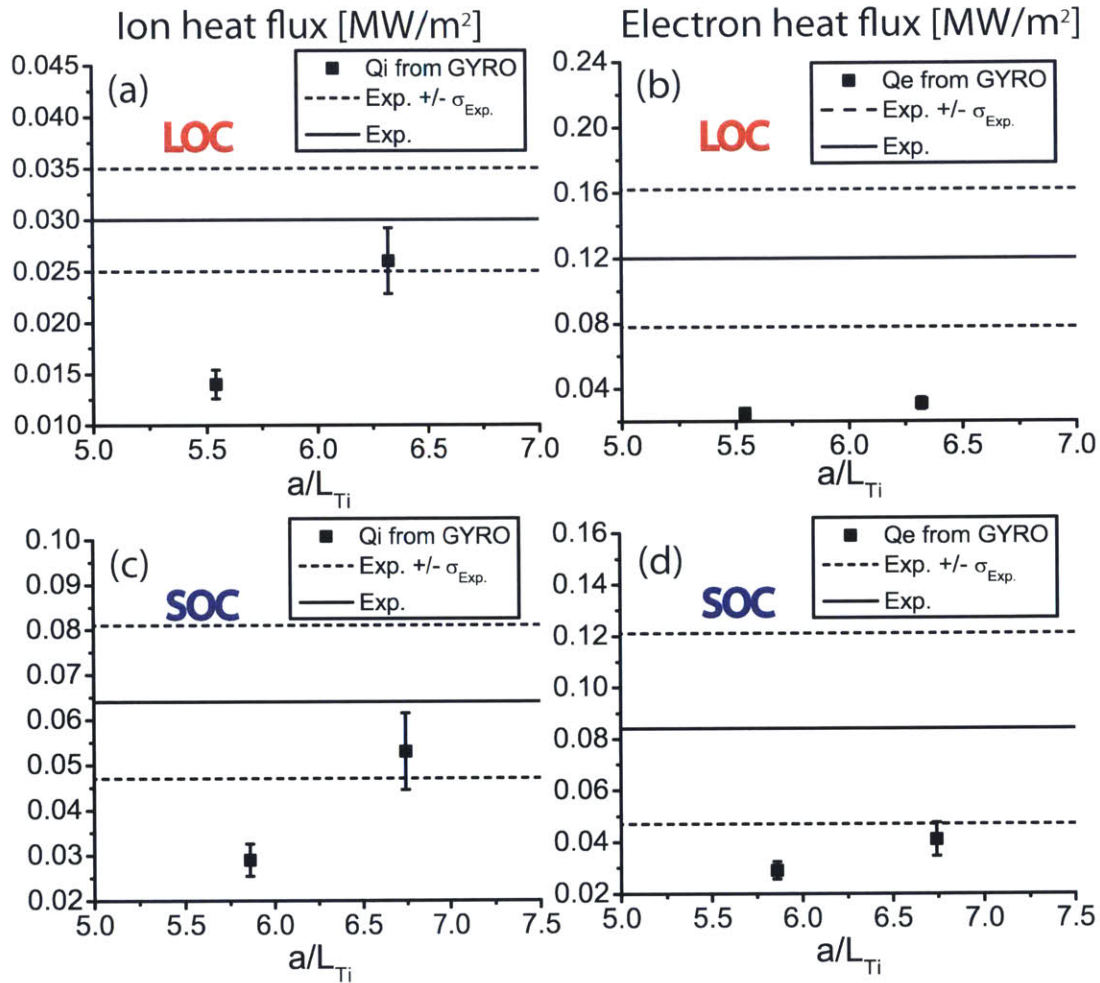 Ion heat flux [MW/m²]
Electron heat flux [MW/m²]
(a)
LOC
Qi from GYRO
Exp. +/- σExp.
Exp.
0.045
0.040
0.035
0.030
0.025
0.020
0.015
0.010
5.0 5.5 6.0 6.5 7.0
a/LTi
(b)
LOC
Qe from GYRO
Exp. +/- σExp.
Exp.
0.24
0.20
0.16
0.12
0.08
0.04
5.0 5.5 6.0 6.5 7.0
a/LTi
(c)
SOC
Qi from GYRO
Exp. +/- σExp.
Exp.
0.10
0.09
0.08
0.07
0.06
0.05
0.04
0.03
0.02
5.0 5.5 6.0 6.5 7.0 7.5
a/LTi
(d)
SOC
Qe from GYRO
Exp. +/- σExp.
Exp.
0.16
0.14
0.12
0.10
0.08
0.06
0.04
0.02
5.0 5.5 6.0 6.5 7.0 7.5
a/LTi